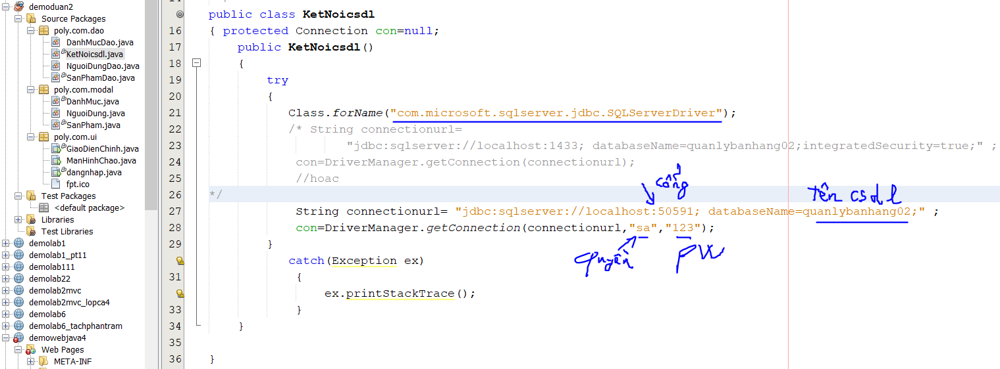 demoduan2
Source Packages
poly.com.dao
DanhMucDao.java
KetNoicsdl.java
NguoiDungDao.java
SanPhamDao.java
poly.com.modal
DanhMuc.java
NguoiDung.java
SanPham.java
poly.com.ui
GiaoDienChinh.java
ManHinhChao.java
dangnhap.java
fpt.ico
Test Packages
<default package>
Libraries
Test Libraries
demolab1
demolab1_pt11
demolab111
demolab22
demolab2mvc
demolab2mvc_lopca4
demolab6
demolab6_tachphantram
demowebjava4
Web Pages
META-INF
public class KetNoicsdl
16 { protected Connection con=null;
17 public KetNoicsdl()
18 {
19 try
20 {
21 Class.forName("com.microsoft.sqlserver.jdbc.SQLServerDriver");
22 /* String connectionurl=
23 "jdbc:sqlserver://localhost:1433; databaseName=quanlybanhang02;integratedSecurity=true;" ;
24 con=DriverManager.getConnection(connectionurl);
25 //hoac
cổng
26 */
tên csdl
27 String connectionurl= "jdbc:sqlserver://localhost:50591; databaseName=quanlybanhang02;" ;
28 con=DriverManager.getConnection(connectionurl,"sa","123");
29 }
quyền PW
catch(Exception ex)
31 {
ex.printStackTrace();
33 }
34 }
35
36 }